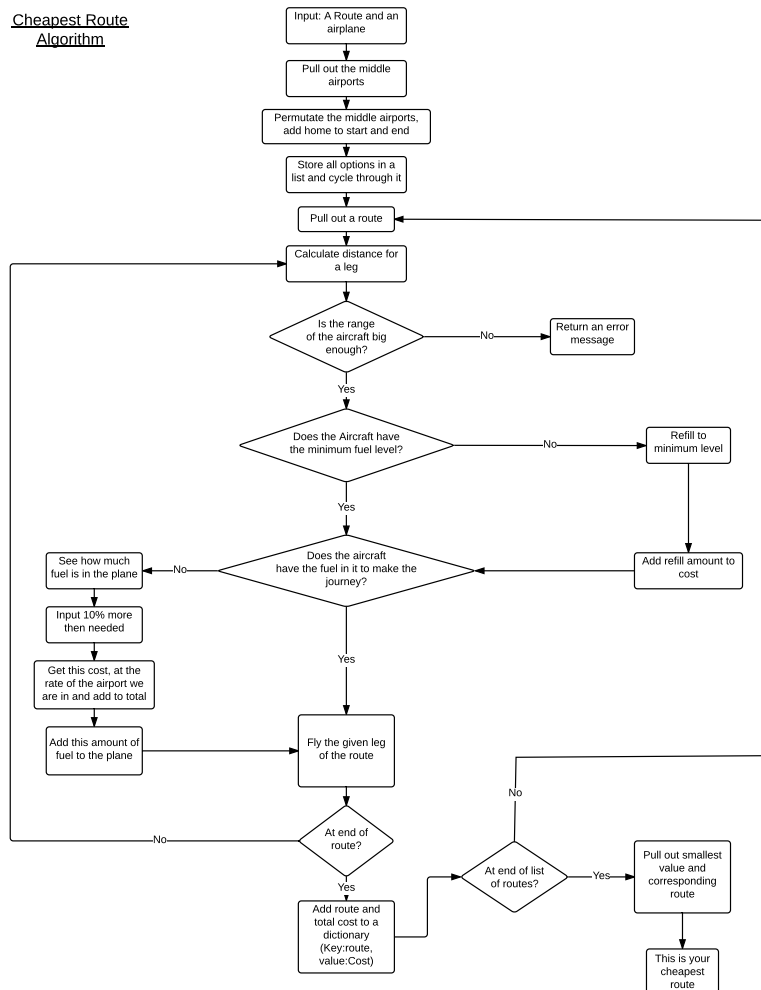 Cheapest Route
Algorithm
Input: A Route and an
airplane
Pull out the middle
airports
Permutate the middle airports,
add home to start and end
Store all options in a
list and cycle through it
Pull out a route
Calculate distance for
a leg
Is the range
of the aircraft big
enough?
No
Return an error
message
Yes
Does the Aircraft have
the minimum fuel level?
No
Refill to
minimum level
Yes
Does the aircraft
have the fuel in it to make the
journey?
Add refill amount to
cost
No
See how much
fuel is in the plane
Input 10% more
then needed
Get this cost, at the
rate of the airport we
are in and add to total
Add this amount of
fuel to the plane
Yes
Fly the given leg
of the route
At end of
route?
No
Yes
Add route and
total cost to a
dictionary
(Key:route,
value:Cost)
At end of list
of routes?
No
Yes
Pull out smallest
value and
corresponding
route
This is your
cheapest
route